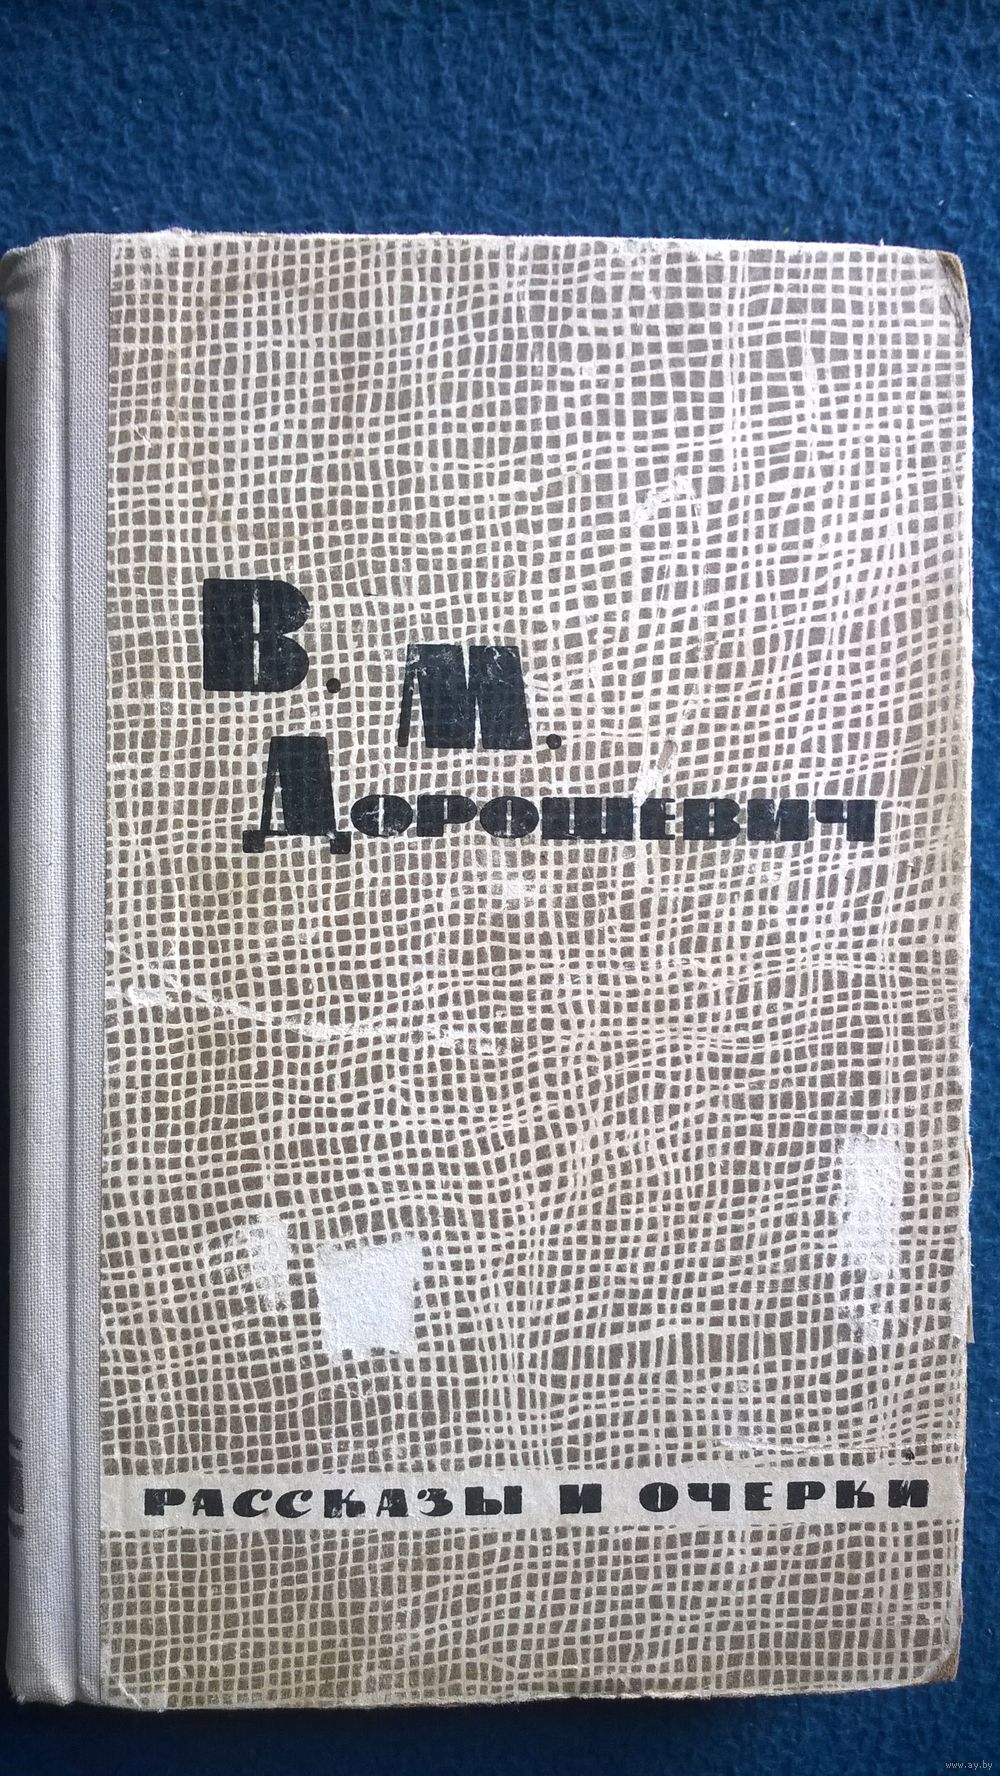 В. М.
Дорошевич
Рассказы и очерки
www.ay.by